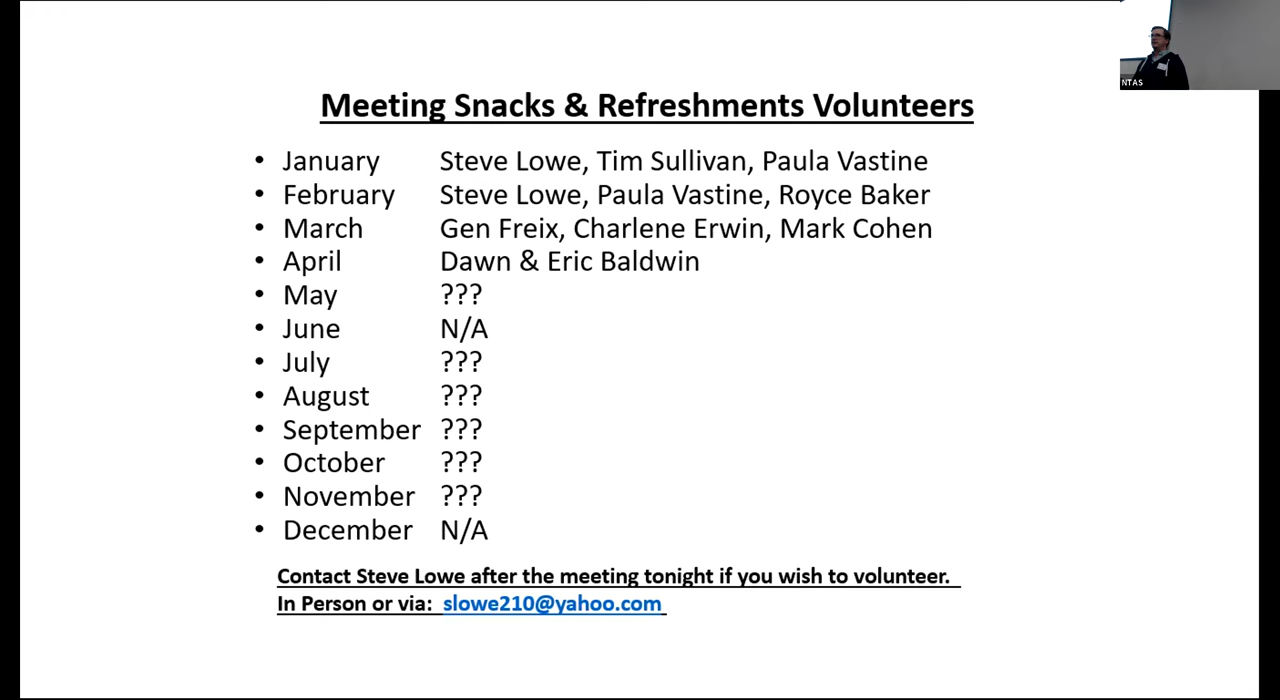 NTAS
Meeting Snacks & Refreshments Volunteers
• January Steve Lowe, Tim Sullivan, Paula Vastine
• February Steve Lowe, Paula Vastine, Royce Baker
• March Gen Freix, Charlene Erwin, Mark Cohen
• April Dawn & Eric Baldwin
• May ???
• June N/A
• July ???
• August ???
• September ???
• October ???
• November ???
• December N/A
Contact Steve Lowe after the meeting tonight if you wish to volunteer.
In Person or via: slowe210@yahoo.com